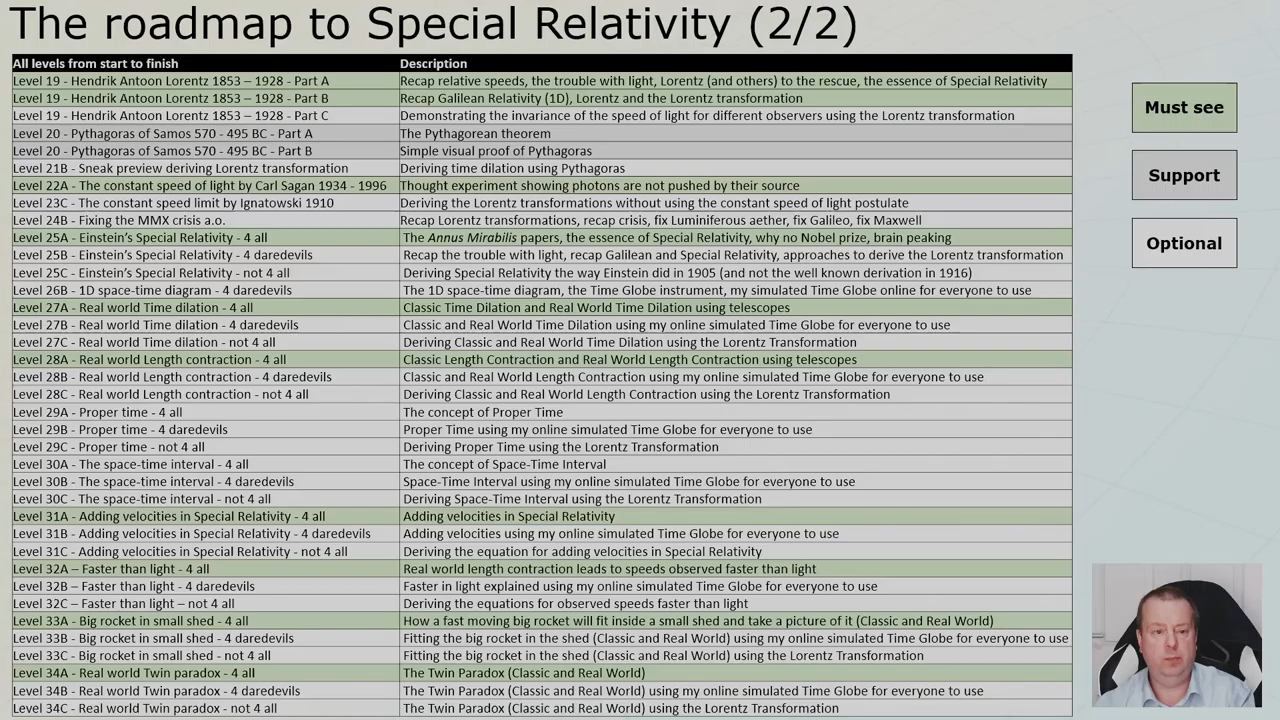 The roadmap to Special Relativity (2/2)
All levels from start to finish Description
Level 19 - Hendrik Antoon Lorentz 1853 – 1928 - Part A Recap relative speeds, the trouble with light, Lorentz (and others) to the rescue, the essence of Special Relativity
Level 19 - Hendrik Antoon Lorentz 1853 – 1928 - Part B Recap Galilean Relativity (1D), Lorentz and the Lorentz transformation
Level 19 - Hendrik Antoon Lorentz 1853 – 1928 - Part C Demonstrating the invariance of the speed of light for different observers using the Lorentz transformation
Level 20 - Pythagoras of Samos 570 - 495 BC - Part A The Pythagorean theorem
Level 20 - Pythagoras of Samos 570 - 495 BC - Part B Simple visual proof of Pythagoras
Level 21B - Sneak preview deriving Lorentz transformation Deriving time dilation using Pythagoras
Level 22A - The constant speed of light by Carl Sagan 1934 - 1996 Thought experiment showing photons are not pushed by their source
Level 23C - The constant speed limit by Ignatowski 1910 Deriving the Lorentz transformations without using the constant speed of light postulate
Level 24B - Fixing the MMX crisis a.o. Recap Lorentz transformations, recap crisis, fix Luminiferous aether, fix Galileo, fix Maxwell
Level 25A - Einstein's Special Relativity - 4 all The Annus Mirabilis papers, the essence of Special Relativity, why no Nobel prize, brain peaking
Level 25B - Einstein's Special Relativity - 4 daredevils Recap the trouble with light, recap Galilean and Special Relativity, approaches to derive the Lorentz transformation
Level 25C - Einstein's Special Relativity - not 4 all Deriving Special Relativity the way Einstein did in 1905 (and not the well known derivation in 1916)
Level 26B - 1D space-time diagram - 4 daredevils The 1D space-time diagram, the Time Globe instrument, my simulated Time Globe online for everyone to use
Level 27A - Real world Time dilation - 4 all Classic Time Dilation and Real World Time Dilation using telescopes
Level 27B - Real world Time dilation - 4 daredevils Classic and Real World Time Dilation using my online simulated Time Globe for everyone to use
Level 27C - Real world Time dilation - not 4 all Deriving Classic and Real World Time Dilation using the Lorentz Transformation
Level 28A - Real world Length contraction - 4 all Classic Length Contraction and Real World Length Contraction using telescopes
Level 28B - Real world Length contraction - 4 daredevils Classic and Real World Length Contraction using my online simulated Time Globe for everyone to use
Level 28C - Real world Length contraction - not 4 all Deriving Classic and Real World Length Contraction using the Lorentz Transformation
Level 29A - Proper time - 4 all The concept of Proper Time
Level 29B - Proper time - 4 daredevils Proper Time using my online simulated Time Globe for everyone to use
Level 29C - Proper time - not 4 all Deriving Proper Time using the Lorentz Transformation
Level 30A - The space-time interval - 4 all The concept of Space-Time Interval
Level 30B - The space-time interval - 4 daredevils Space-Time Interval using my online simulated Time Globe for everyone to use
Level 30C - The space-time interval - not 4 all Deriving Space-Time Interval using the Lorentz Transformation
Level 31A - Adding velocities in Special Relativity - 4 all Adding velocities in Special Relativity
Level 31B - Adding velocities in Special Relativity - 4 daredevils Adding velocities using my online simulated Time Globe for everyone to use
Level 31C - Adding velocities in Special Relativity - not 4 all Deriving the equation for adding velocities in Special Relativity
Level 32A – Faster than light - 4 all Real world length contraction leads to speeds observed faster than light
Level 32B – Faster than light - 4 daredevils Faster in light explained using my online simulated Time Globe for everyone to use
Level 32C – Faster than light – not 4 all Deriving the equations for observed speeds faster than light
Level 33A - Big rocket in small shed - 4 all How a fast moving big rocket will fit inside a small shed and take a picture of it (Classic and Real World)
Level 33B - Big rocket in small shed - 4 daredevils Fitting the big rocket in the shed (Classic and Real World) using my online simulated Time Globe for everyone to use
Level 33C - Big rocket in small shed - not 4 all Fitting the big rocket in the shed (Classic and Real World) using the Lorentz Transformation
Level 34A - Real world Twin paradox - 4 all The Twin Paradox (Classic and Real World)
Level 34B - Real world Twin paradox - 4 daredevils The Twin Paradox (Classic and Real World) using my online simulated Time Globe for everyone to use
Level 34C - Real world Twin paradox - not 4 all The Twin Paradox (Classic and Real World) using the Lorentz Transformation
Must see
Support
Optional